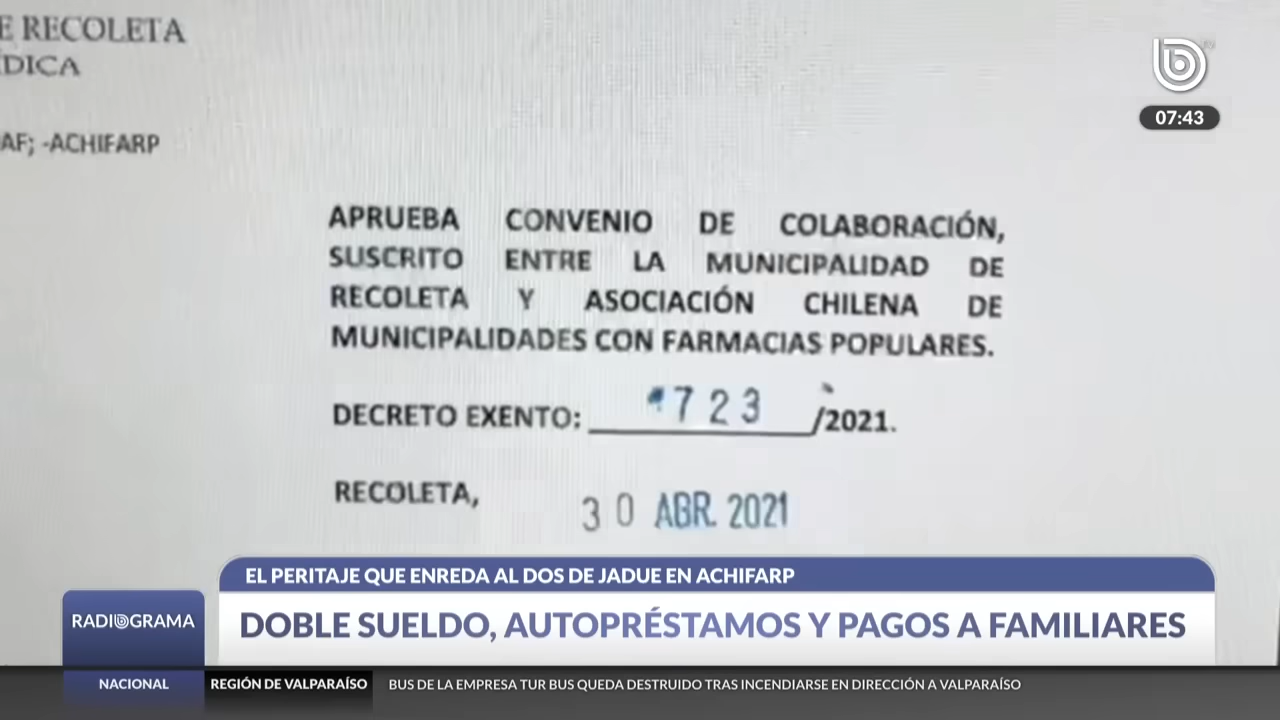 E RECOLETA
DICA
AF; -ACHIFARP
TV
07:43
APRUEBA CONVENIO DE COLABORACIÓN,
SUSCRITO ENTRE LA MUNICIPALIDAD DE
RECOLETA Y ASOCIACIÓN CHILENA DE
MUNICIPALIDADES CON FARMACIAS POPULARES.
DECRETO EXENTO: 723 /2021.
RECOLETA, 30 ABR. 2021
EL PERITAJE QUE ENREDA AL DOS DE JADUE EN ACHIFARP
RADIOGRAMA
DOBLE SUELDO, AUTOPRÉSTAMOS Y PAGOS A FAMILIARES
NACIONAL REGIÓN DE VALPARAÍSO BUS DE LA EMPRESA TUR BUS QUEDA DESTRUIDO TRAS INCENDIARSE EN DIRECCIÓN A VALPARAÍSO